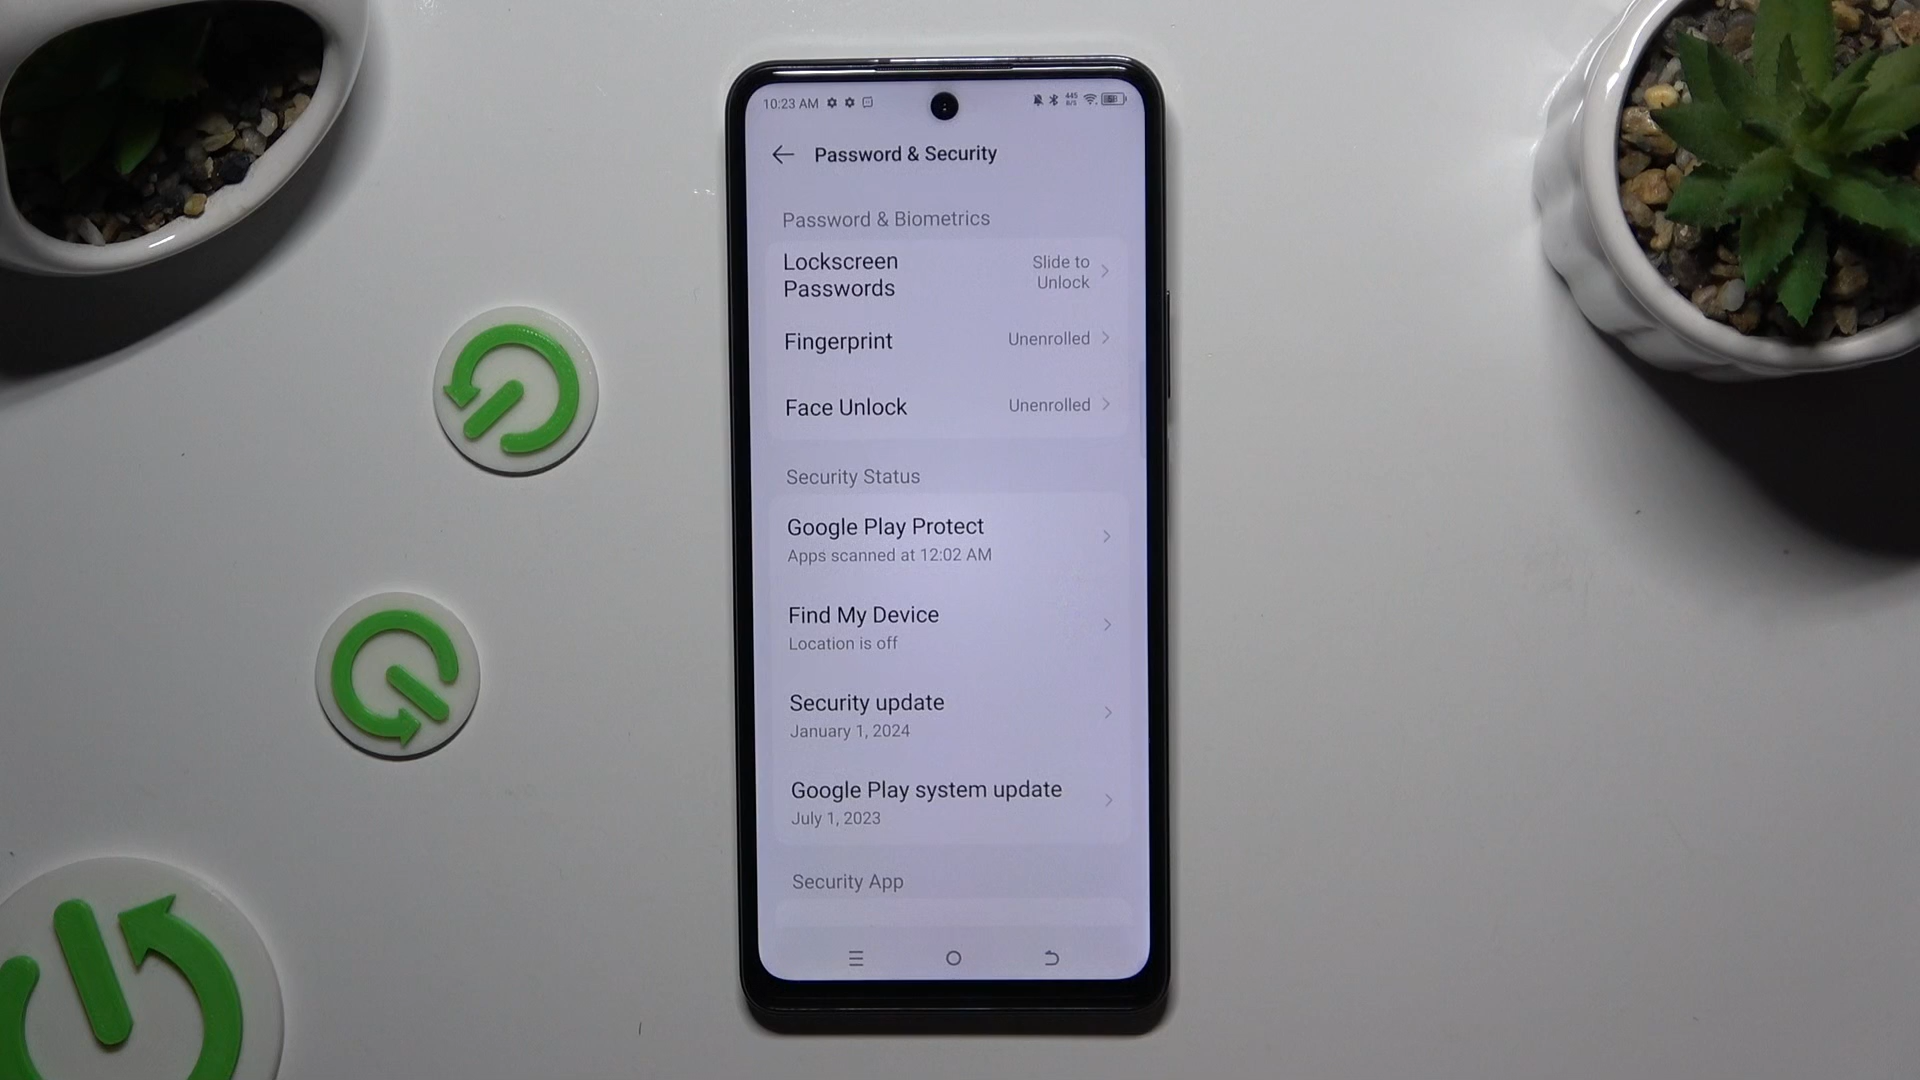 10:23 AM
445
B/S
Password & Security
Password & Biometrics
Lockscreen
Passwords
Slide to
Unlock
Fingerprint
Unenrolled
Face Unlock
Unenrolled
Security Status
Google Play Protect
Apps scanned at 12:02 AM
Find My Device
Location is off
Security update
January 1, 2024
Google Play system update
July 1, 2023
Security App